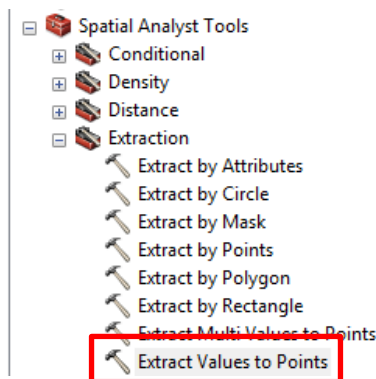 Spatial Analyst Tools
Conditional
Density
Distance
Extraction
Extract by Attributes
Extract by Circle
Extract by Mask
Extract by Points
Extract by Polygon
Extract by Rectangle
Extract Multi Values to Points
Extract Values to Points